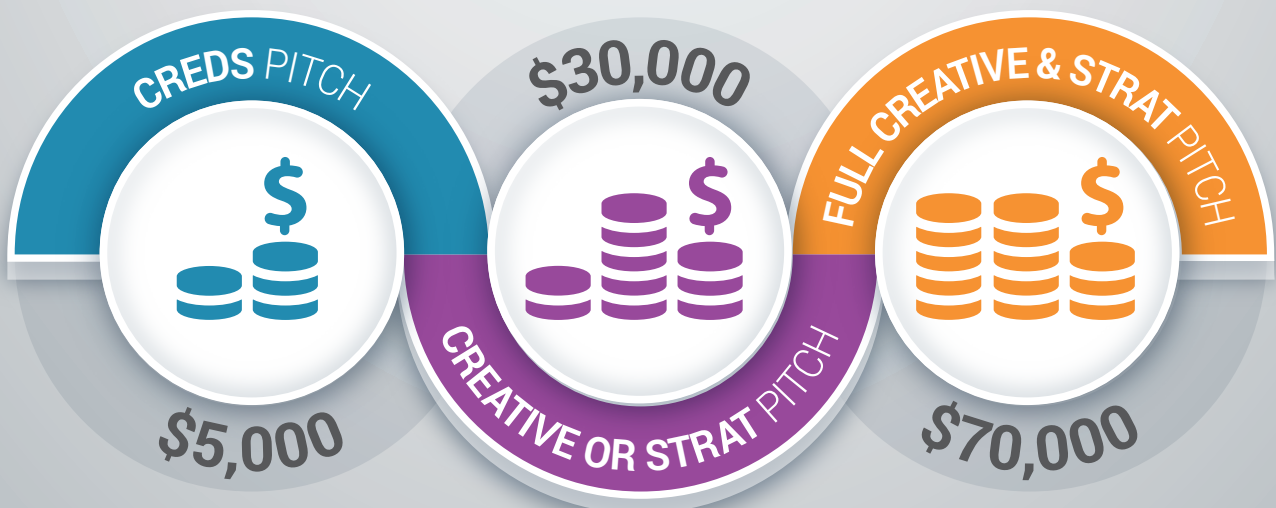 CREDS PITCH
$5,000
$30,000
CREATIVE OR STRAT PITCH
FULL CREATIVE & STRAT PITCH
$70,000